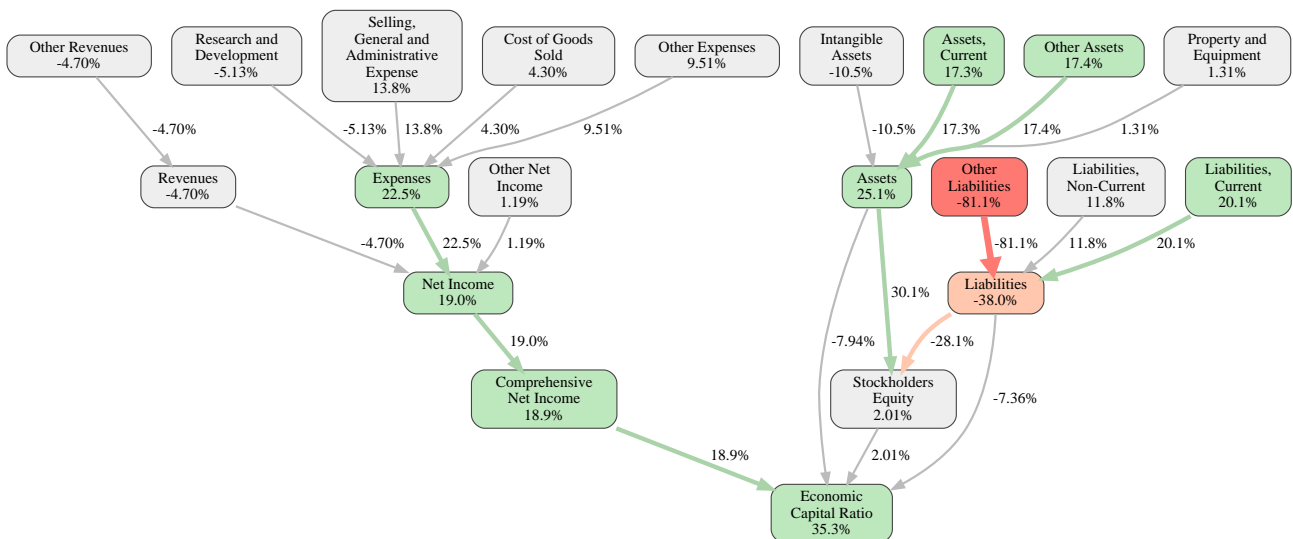 Other Revenues
-4.70%
Research and
Development
-5.13%
Selling,
General and
Administrative
Expense
13.8%
Cost of Goods
Sold
4.30%
Other Expenses
9.51%
Intangible
Assets
-10.5%
Assets,
Current
17.3%
Other Assets
17.4%
Property and
Equipment
1.31%
-4.70%
-5.13%
13.8%
4.30%
9.51%
-10.5%
17.3%
17.4%
1.31%
Revenues
-4.70%
Expenses
22.5%
Other Net
Income
1.19%
Assets
25.1%
Other
Liabilities
-81.1%
Liabilities,
Non-Current
11.8%
Liabilities,
Current
20.1%
-4.70%
22.5%
1.19%
-81.1%
11.8%
20.1%
Net Income
19.0%
30.1%
Liabilities
-38.0%
19.0%
-7.94%
-28.1%
Comprehensive
Net Income
18.9%
Stockholders
Equity
2.01%
-7.36%
18.9%
2.01%
Economic
Capital Ratio
35.3%